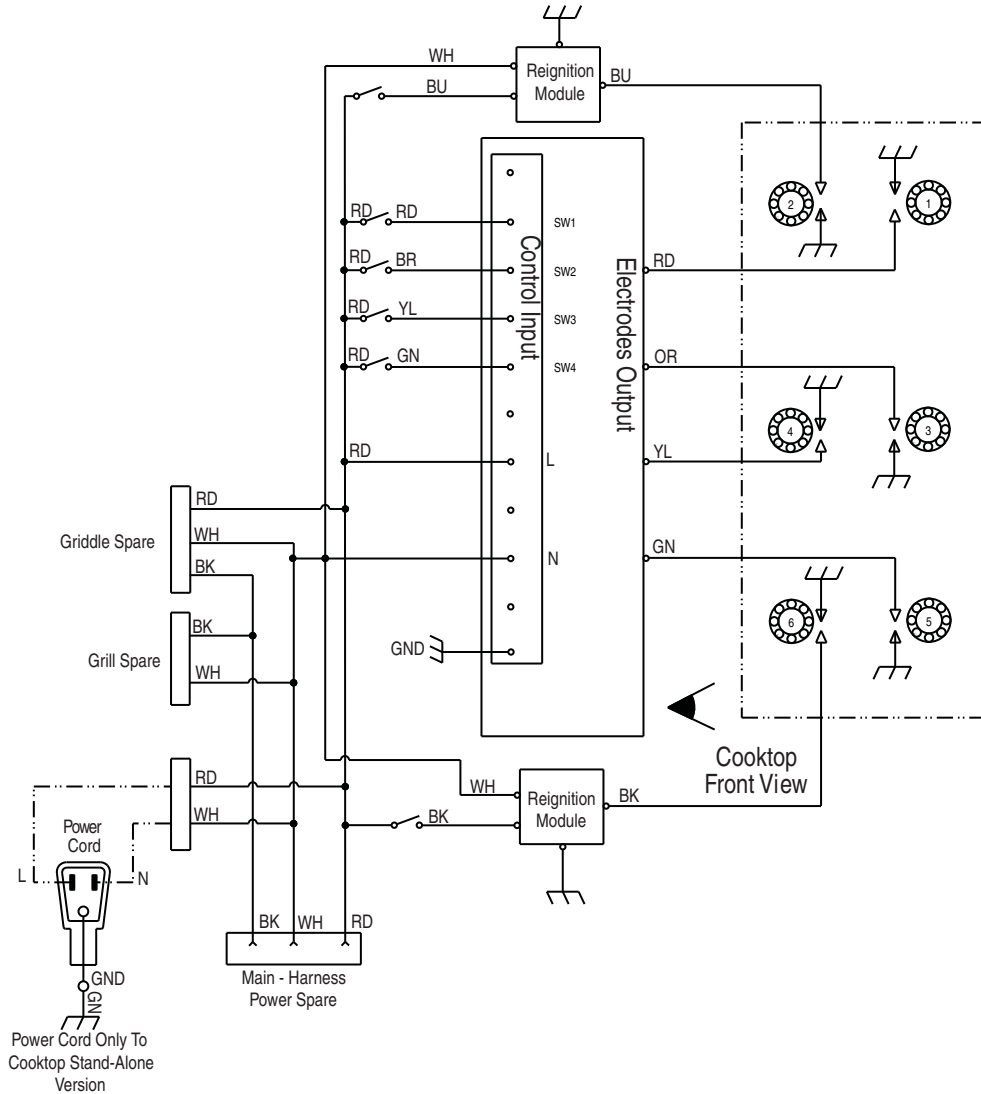 WH
BU
Reignition
Module
BU
2
1
RD
RD
SW1
RD
BR
SW2
RD
YL
SW3
RD
GN
SW4
Control Input
Electrodes Output
RD
OR
4
3
RD
L
YL
RD
Griddle Spare
WH
BK
N
GN
BK
Grill Spare
WH
GND
6
5
Cooktop
Front View
RD
WH
WH
Reignition
Module
BK
BK
Power
Cord
L
N
GND
GN
BK
WH
RD
Main - Harness
Power Spare
Power Cord Only To
Cooktop Stand-Alone
Version